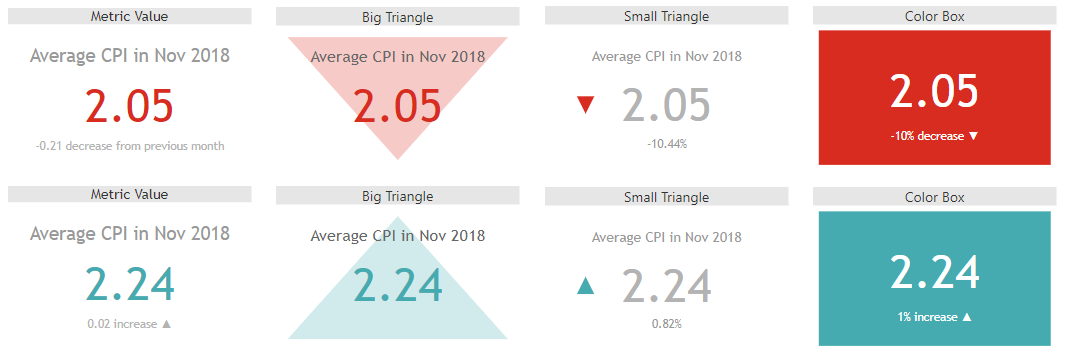 Metric Value
Average CPI in Nov 2018
2.05
-0.21 decrease from previous month
Big Triangle
Average CPI in Nov 2018
2.05
Small Triangle
Average CPI in Nov 2018
▼ 2.05
-10.44%
Color Box
2.05
-10% decrease ▼
Metric Value
Average CPI in Nov 2018
2.24
0.02 increase ▲
Big Triangle
Average CPI in Nov 2018
2.24
Small Triangle
Average CPI in Nov 2018
▲ 2.24
0.82%
Color Box
2.24
1% increase ▲